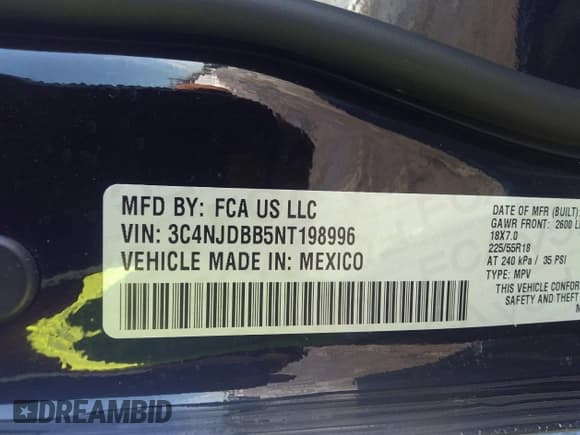 MFD BY: FCA US LLC
VIN: 3C4NJDBB5NT198996
VEHICLE MADE IN: MEXICO
DATE OF MFR (BUILT):
GAWR FRONT: 2600 L
18X7.0
225/55R18
AT 240 kPa / 35 PSI
TYPE: MPV
THIS VEHICLE CONFOR
SAFETY AND THEFT
M
DREAMBID